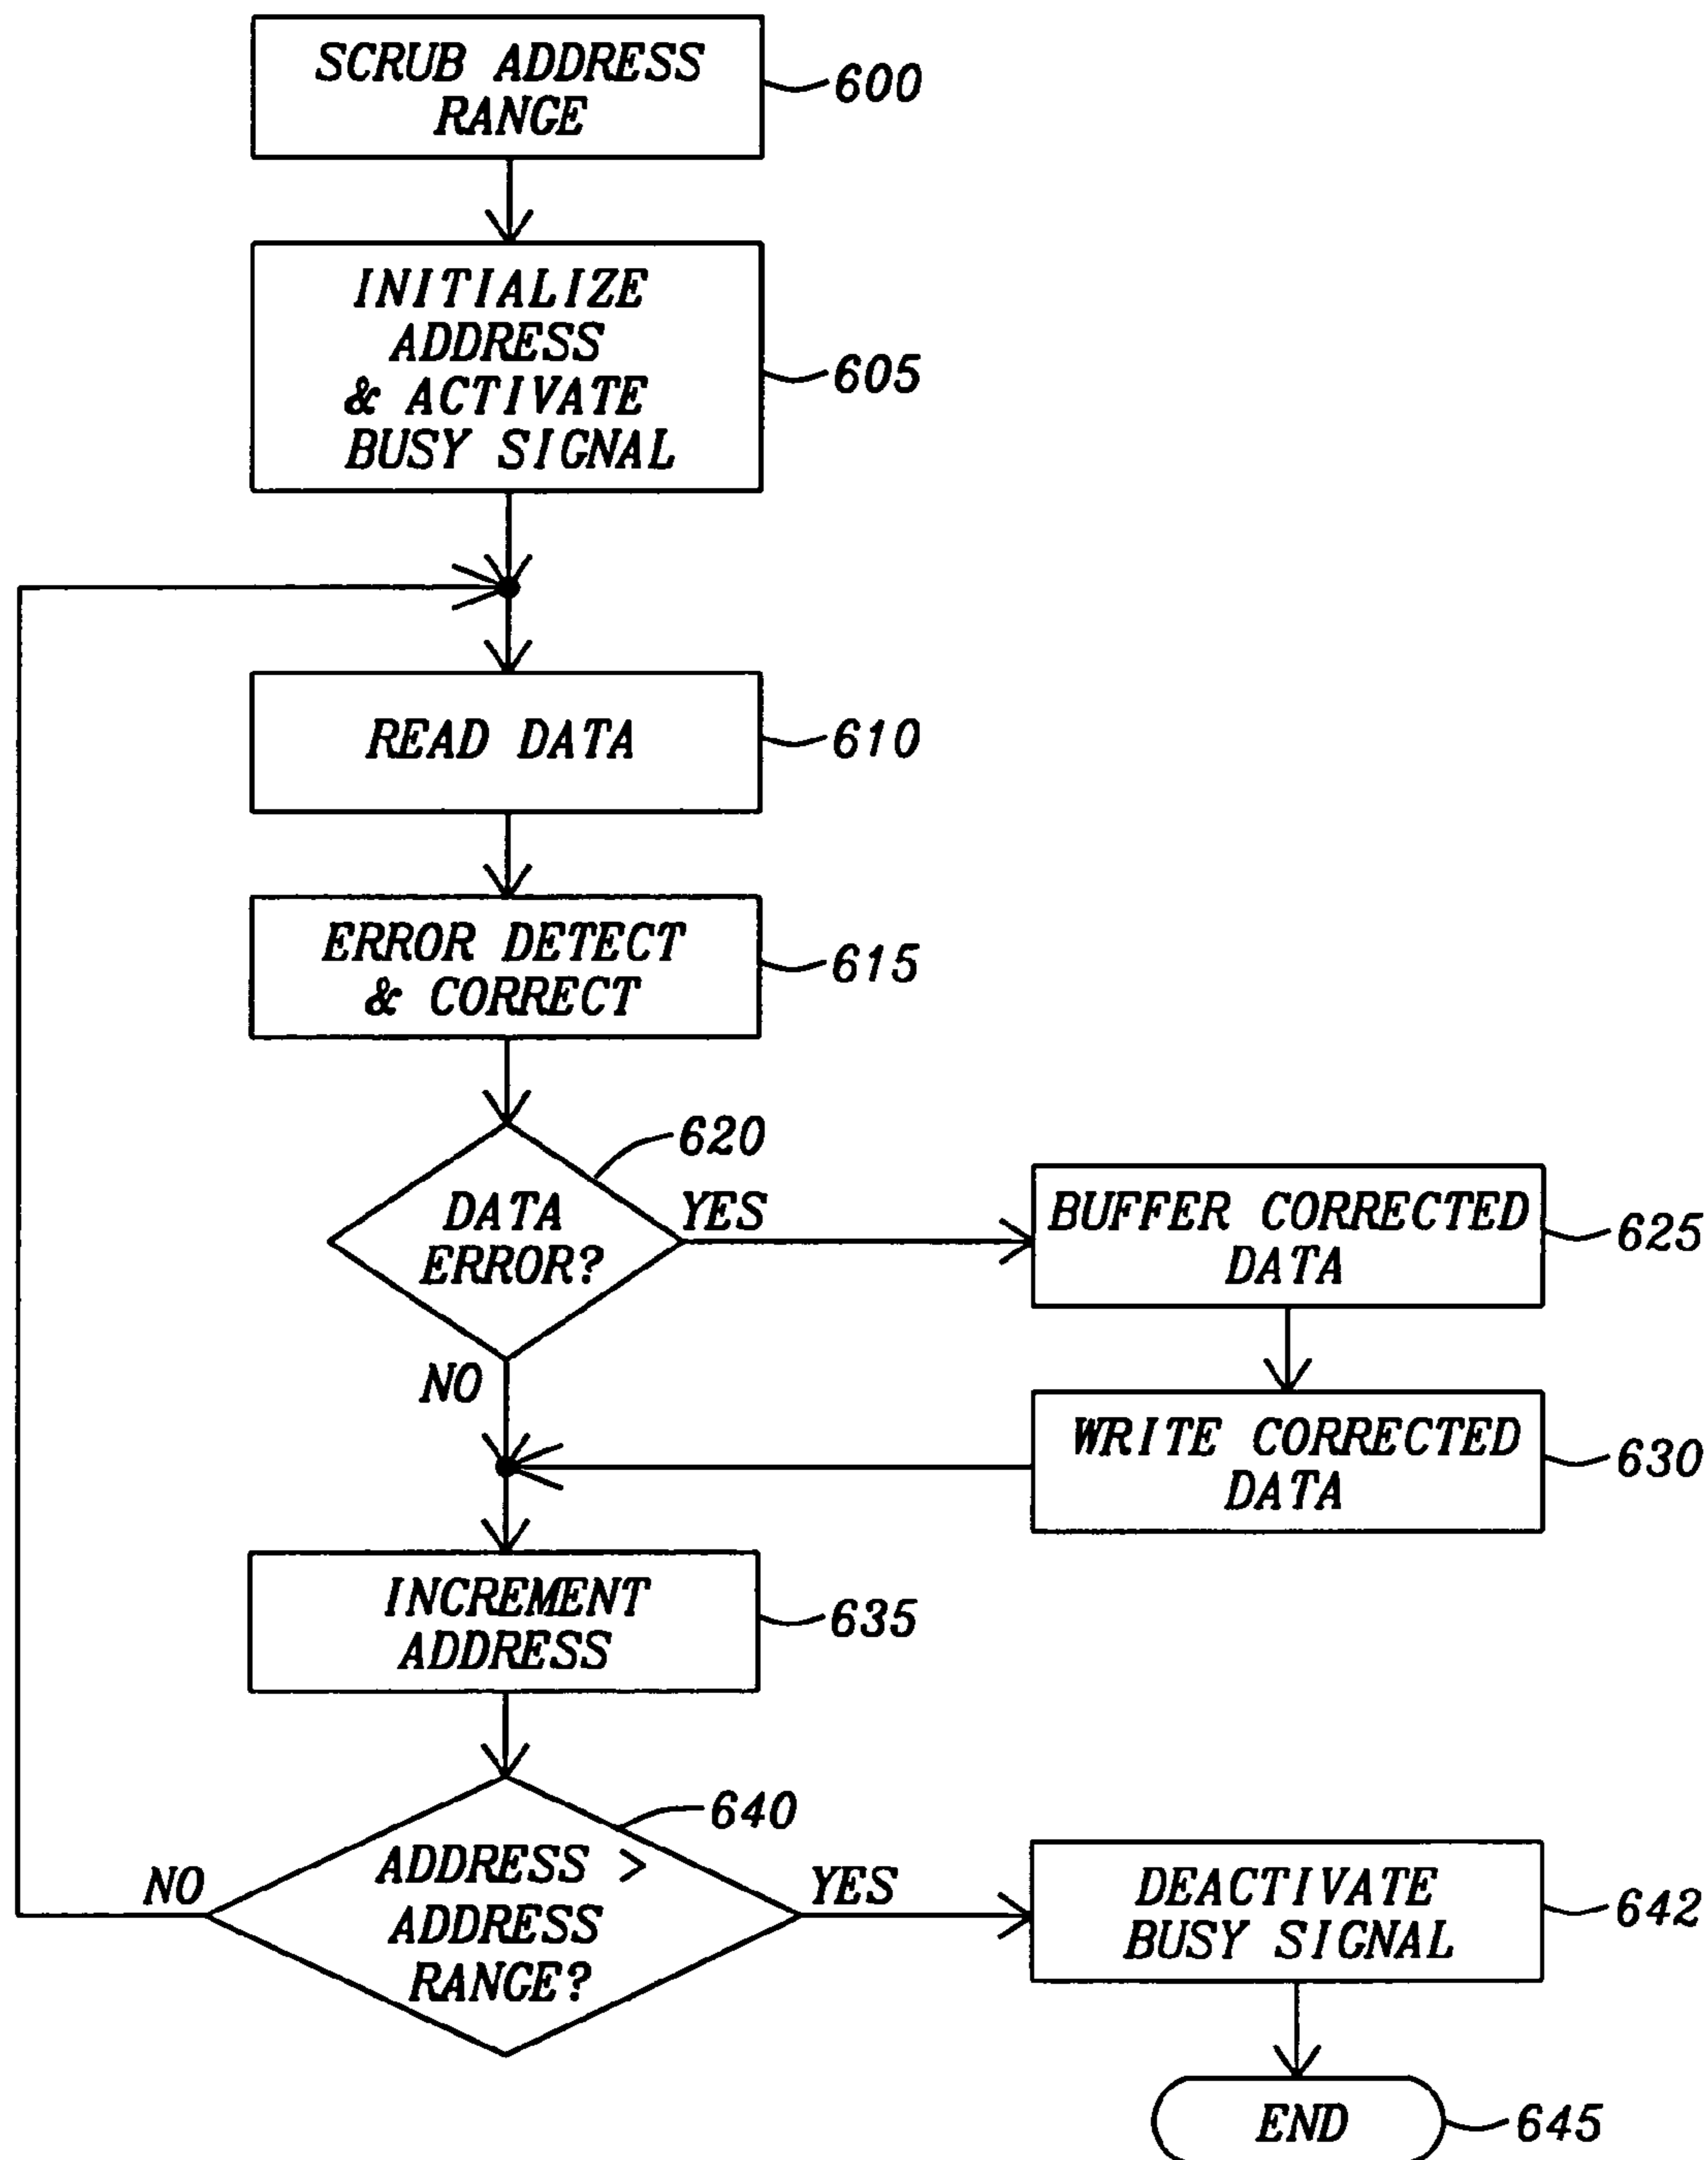 SCRUB ADDRESS
RANGE
600
INITIALIZE
ADDRESS
& ACTIVATE
BUSY SIGNAL
605
READ DATA
610
ERROR DETECT
& CORRECT
615
620
DATA
ERROR?
YES
NO
BUFFER CORRECTED
DATA
625
WRITE CORRECTED
DATA
630
INCREMENT
ADDRESS
635
640
ADDRESS >
ADDRESS
RANGE?
NO
YES
DEACTIVATE
BUSY SIGNAL
642
END
645